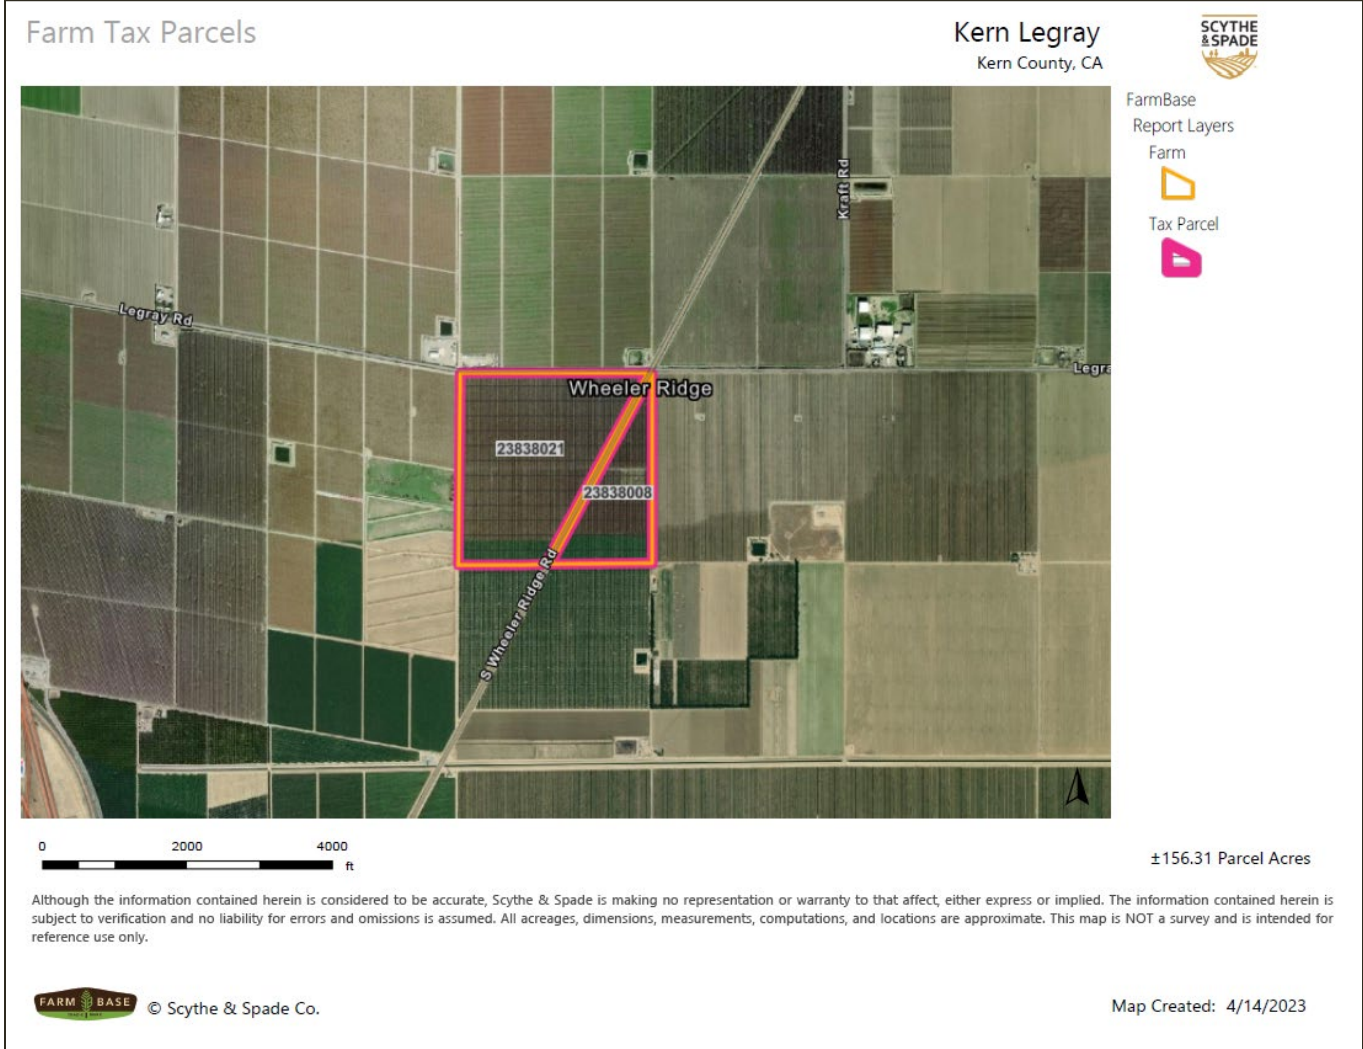 Farm Tax Parcels
Kern Legray
Kern County, CA
SCYTHE
& SPADE
FarmBase
Report Layers
Farm
Tax Parcel
Kraft Rd
Legray Rd
Legra
Wheeler Ridge
23838021
23838008
S Wheeler Ridge Rd
0 2000 4000
ft
±156.31 Parcel Acres
Although the information contained herein is considered to be accurate, Scythe & Spade is making no representation or warranty to that affect, either express or implied. The information contained herein is
subject to verification and no liability for errors and omissions is assumed. All acreages, dimensions, measurements, computations, and locations are approximate. This map is NOT a survey and is intended for
reference use only.
FARM BASE
© Scythe & Spade Co.
Map Created: 4/14/2023